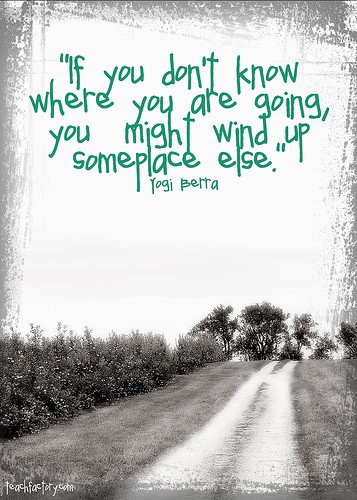 "If you don't know
where you are going,
you might wind up
someplace else."
Yogi Berra
teachfactory.com